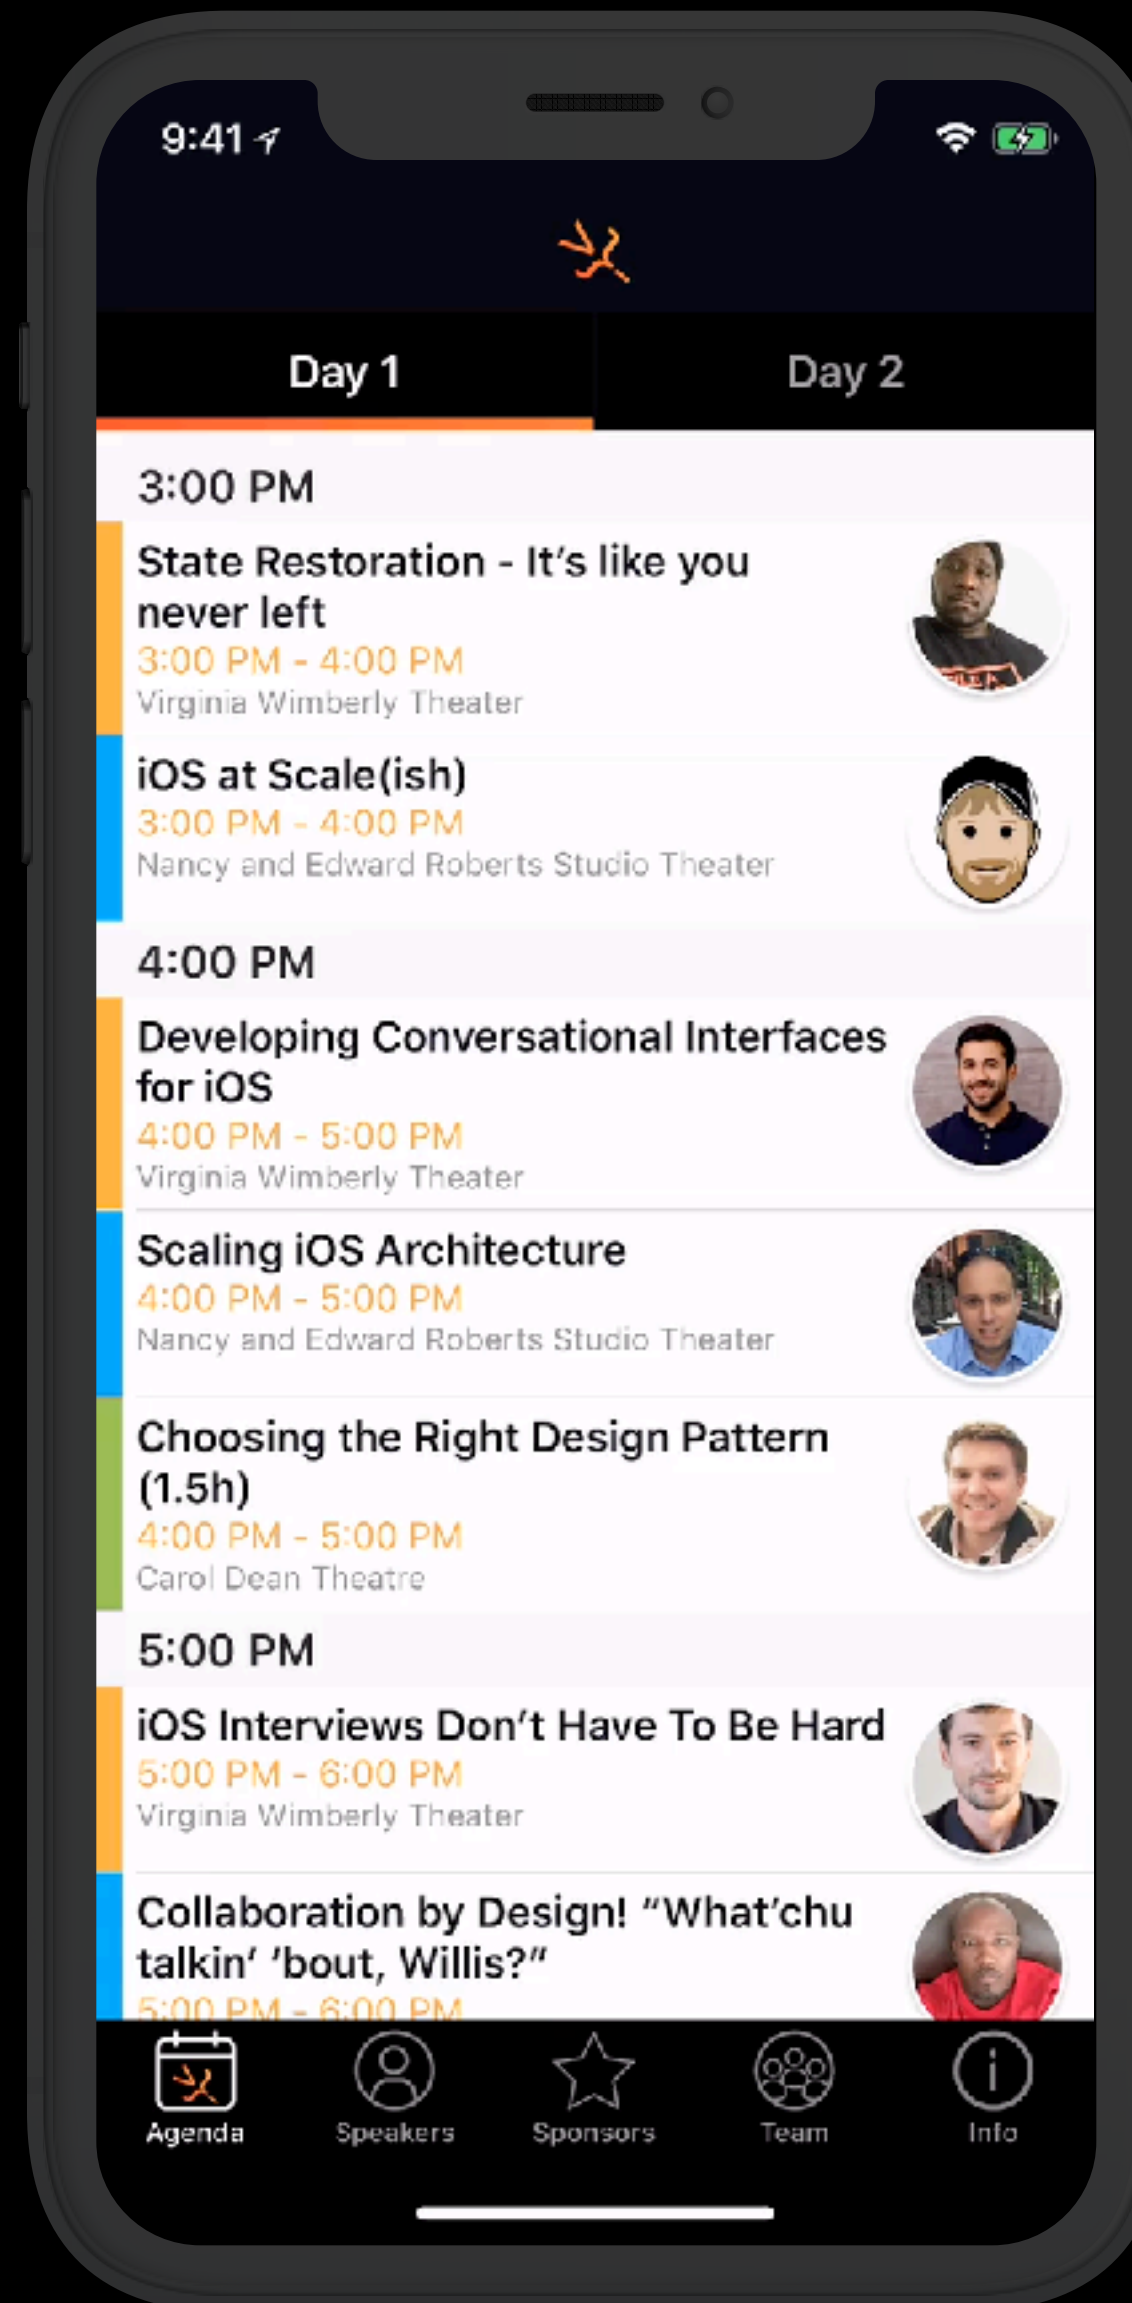 9:41
Day 1
Day 2
3:00 PM
State Restoration - It’s like you
never left
3:00 PM - 4:00 PM
Virginia Wimberly Theater
iOS at Scale(ish)
3:00 PM - 4:00 PM
Nancy and Edward Roberts Studio Theater
4:00 PM
Developing Conversational Interfaces
for iOS
4:00 PM - 5:00 PM
Virginia Wimberly Theater
Scaling iOS Architecture
4:00 PM - 5:00 PM
Nancy and Edward Roberts Studio Theater
Choosing the Right Design Pattern
(1.5h)
4:00 PM - 5:00 PM
Carol Dean Theatre
5:00 PM
iOS Interviews Don’t Have To Be Hard
5:00 PM - 6:00 PM
Virginia Wimberly Theater
Collaboration by Design! “What’chu
talkin’ ’bout, Willis?”
5:00 PM - 6:00 PM
Agenda
Speakers
Sponsors
Team
Info